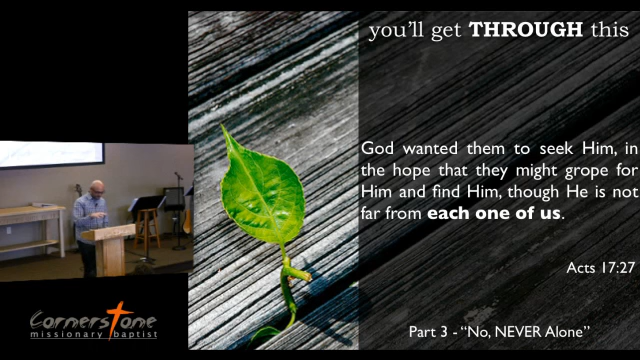 you'll get THROUGH this
God wanted them to seek Him, in
the hope that they might grope for
Him and find Him, though He is not
far from each one of us.
Acts 17:27
Part 3 - “No, NEVER Alone”
Cornerstone
missionary baptist